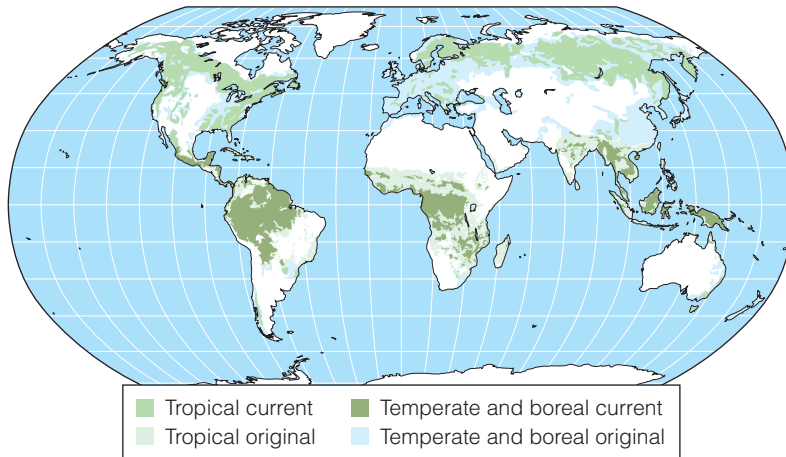 Tropical current
Temperate and boreal current
Tropical original
Temperate and boreal original